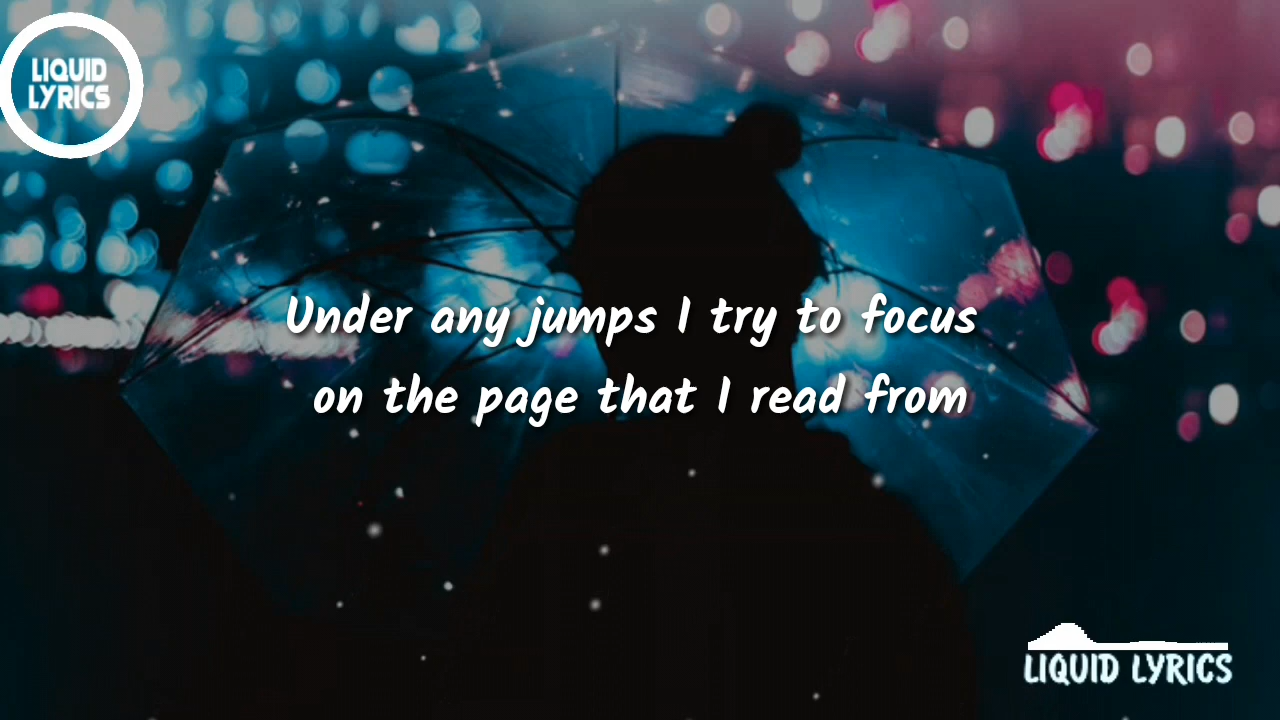 LIQUID
LYRICS
Under any jumps I try to focus
on the page that I read from
LIQUID LYRICS